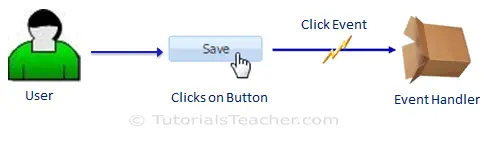 Click Event
Save
User
Clicks on Button
Event Handler
© TutorialsTeacher.com